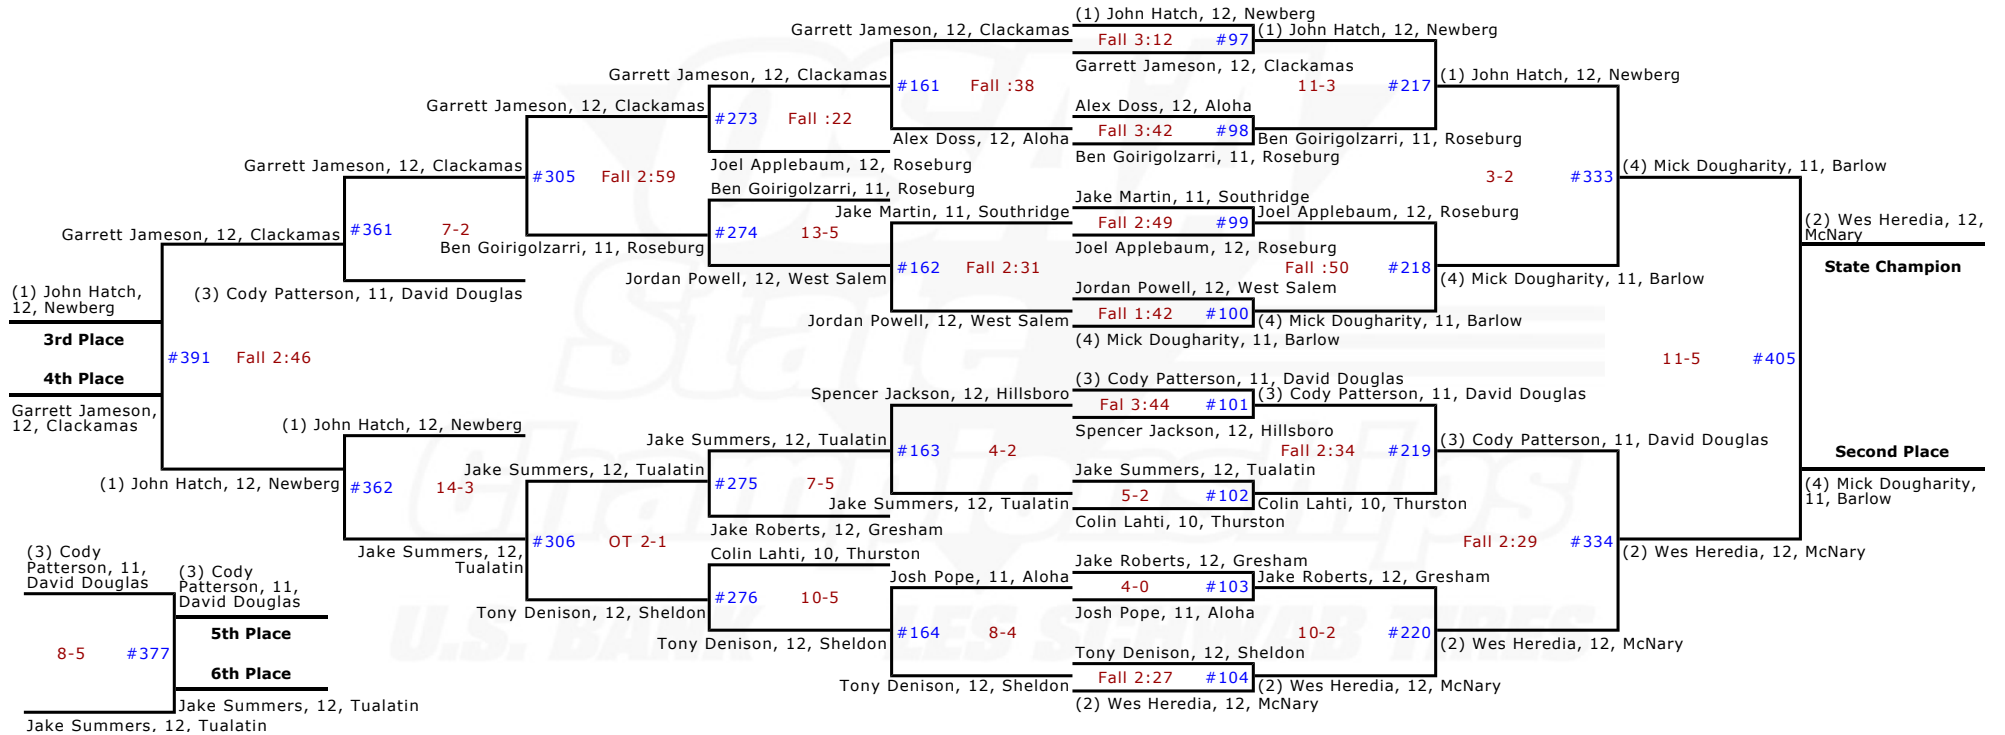 (1) John Hatch, 12, Newberg
Garrett Jameson, 12, Clackamas
Fall 3:12 #97
(1) John Hatch, 12, Newberg
Garrett Jameson, 12, Clackamas
Garrett Jameson, 12, Clackamas
#161 Fall :38
11-3 #217
(1) John Hatch, 12, Newberg
Garrett Jameson, 12, Clackamas
Alex Doss, 12, Aloha
#273 Fall :22
Fall 3:42 #98
Alex Doss, 12, Aloha
Ben Goirigolzarri, 11, Roseburg
Ben Goirigolzarri, 11, Roseburg
Garrett Jameson, 12, Clackamas
Joel Applebaum, 12, Roseburg
(4) Mick Dougharity, 11, Barlow
#305 Fall 2:59
3-2 #333
Ben Goirigolzarri, 11, Roseburg
Jake Martin, 11, Southridge
Jake Martin, 11, Southridge
Fall 2:49 #99
Joel Applebaum, 12, Roseburg
(2) Wes Heredia, 12,
McNary
Garrett Jameson, 12, Clackamas
#361 7-2
#274 13-5
Ben Goirigolzarri, 11, Roseburg
Joel Applebaum, 12, Roseburg
State Champion
#162 Fall 2:31
Fall :50 #218
Jordan Powell, 12, West Salem
(4) Mick Dougharity, 11, Barlow
Jordan Powell, 12, West Salem
(3) Cody Patterson, 11, David Douglas
(1) John Hatch,
12, Newberg
Fall 1:42 #100
Jordan Powell, 12, West Salem
(4) Mick Dougharity, 11, Barlow
3rd Place
(4) Mick Dougharity, 11, Barlow
#391 Fall 2:46
11-5 #405
4th Place
(3) Cody Patterson, 11, David Douglas
Spencer Jackson, 12, Hillsboro
Fal 3:44 #101
(3) Cody Patterson, 11, David Douglas
Garrett Jameson,
12, Clackamas
(1) John Hatch, 12, Newberg
Spencer Jackson, 12, Hillsboro
Jake Summers, 12, Tualatin
(3) Cody Patterson, 11, David Douglas
#163 4-2
Fall 2:34 #219
Second Place
Jake Summers, 12, Tualatin
Jake Summers, 12, Tualatin
(1) John Hatch, 12, Newberg
#362 14-3
#275 7-5
5-2 #102
(4) Mick Dougharity,
11, Barlow
Jake Summers, 12, Tualatin
Colin Lahti, 10, Thurston
Colin Lahti, 10, Thurston
Jake Roberts, 12, Gresham
#306 OT 2-1
Fall 2:29 #334
Jake Summers, 12,
Tualatin
Colin Lahti, 10, Thurston
(2) Wes Heredia, 12, McNary
(3) Cody
Patterson, 11,
David Douglas
(3) Cody
Patterson, 11,
David Douglas
Jake Roberts, 12, Gresham
Josh Pope, 11, Aloha
Jake Roberts, 12, Gresham
4-0 #103
#276 10-5
Tony Denison, 12, Sheldon
Josh Pope, 11, Aloha
5th Place
#164 8-4
10-2 #220
Tony Denison, 12, Sheldon
(2) Wes Heredia, 12, McNary
8-5 #377
Tony Denison, 12, Sheldon
6th Place
Fall 2:27 #104
Tony Denison, 12, Sheldon
(2) Wes Heredia, 12, McNary
(2) Wes Heredia, 12, McNary
Jake Summers, 12, Tualatin
Jake Summers, 12, Tualatin
OSAA
State
Championships
U.S. BANK LES SCHWAB TIRES